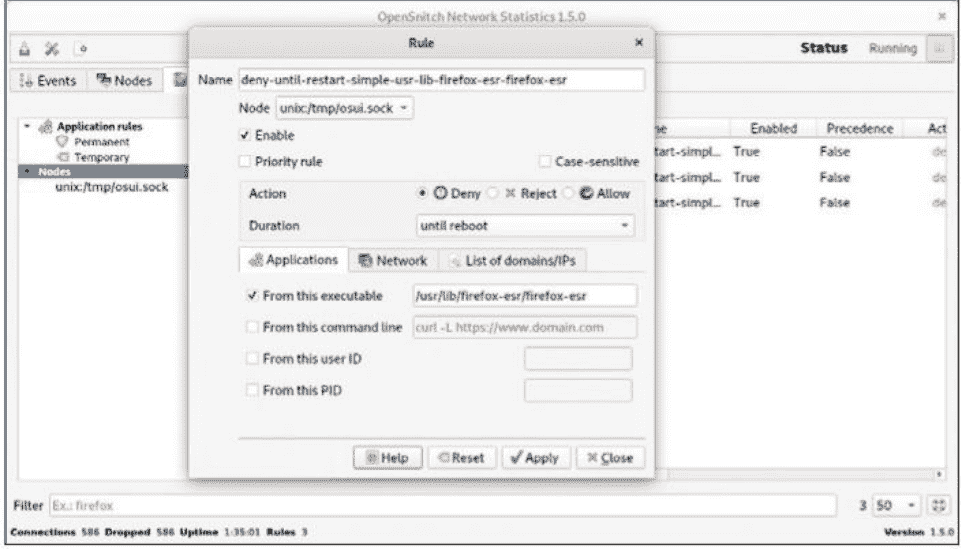 OpenSnitch Network Statistics 1.5.0
Rule
Status Running
Events Nodes
Name deny-until-restart-simple-usr-lib-firefox-esr-firefox-esr
Node unix:/tmp/osui.sock
Enable
Priority rule Case-sensitive
Action Deny Reject Allow
Duration until reboot
Applications Network List of domains/IPs
From this executable /usr/lib/firefox-esr/firefox-esr
From this command line curl -L https://www.domain.com
From this user ID
From this PID
Help Reset Apply Close
Application rules
Permanent
Temporary
Nodes
unix:/tmp/osui.sock
Enabled Precedence Act
tart-simpl... True False de
tart-simpl... True False de
tart-simpl... True False de
Filter Ex.: firefox 3 50
Connections 586 Dropped 586 Uptime 1:35:01 Rules 3 Version 1.5.0